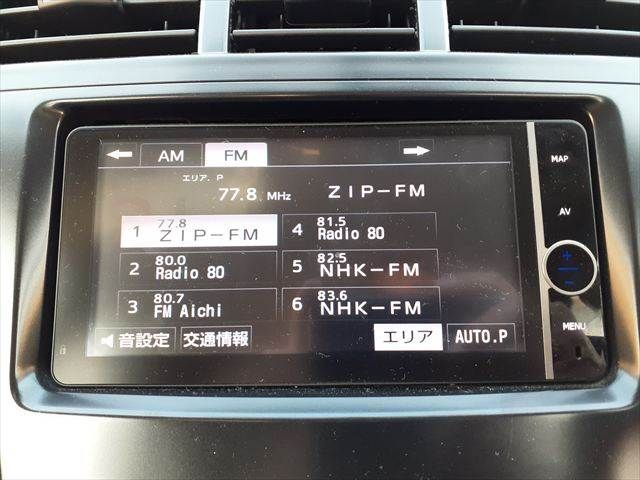 AM FM
エリア. P
77.8 MHz ZIP-FM
1 77.8 ZIP-FM
2 80.0 Radio 80
3 80.7 FM Aichi
4 81.5 Radio 80
5 82.5 NHK-FM
6 83.6 NHK-FM
音設定 交通情報 エリア AUTO.P
MAP
AV
+
-
MENU